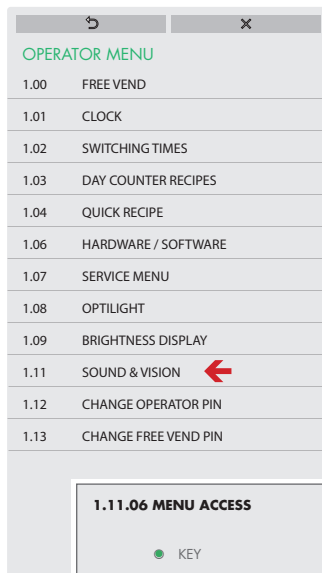 OPERATOR MENU
1.00 FREE VEND
1.01 CLOCK
1.02 SWITCHING TIMES
1.03 DAY COUNTER RECIPES
1.04 QUICK RECIPE
1.06 HARDWARE / SOFTWARE
1.07 SERVICE MENU
1.08 OPTILIGHT
1.09 BRIGHTNESS DISPLAY
1.11 SOUND & VISION
1.12 CHANGE OPERATOR PIN
1.13 CHANGE FREE VEND PIN
1.11.06 MENU ACCESS
KEY